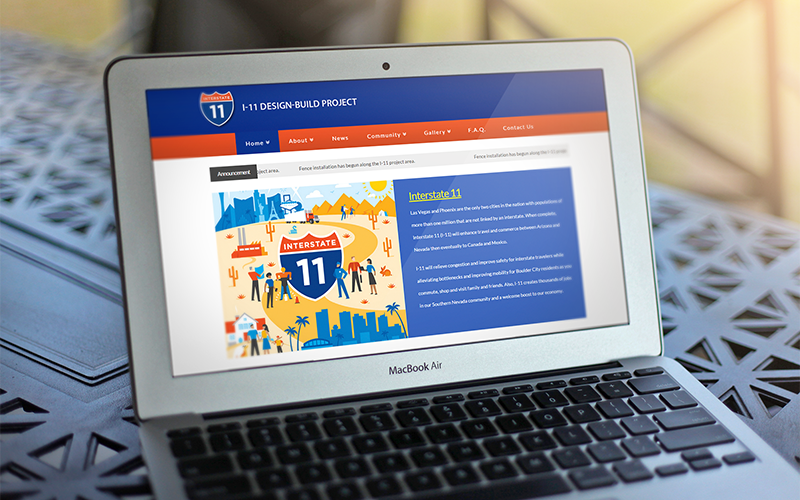 INTERSTATE
11
I-11 DESIGN-BUILD PROJECT
Home About News Community Gallery F.A.Q. Contact Us
Announcement project area. Fence installation has begun along the I-11 project area. Fence installation has begun along the I-11
Interstate 11
Las Vegas and Phoenix are the only two cities in the nation with populations of
more than one million that are not linked by an interstate. When complete,
Interstate 11 (I-11) will enhance travel and commerce between Arizona and
Nevada then eventually to Canada and Mexico.
I-11 will relieve congestion and improve safety for interstate travelers while
alleviating bottlenecks and improving mobility for Boulder City residents as you
commute, shop and visit family and friends. Also, I-11 creates thousands of jobs
in our Southern Nevada community and a welcome boost to our economy.
INTERSTATE
11
MacBook Air